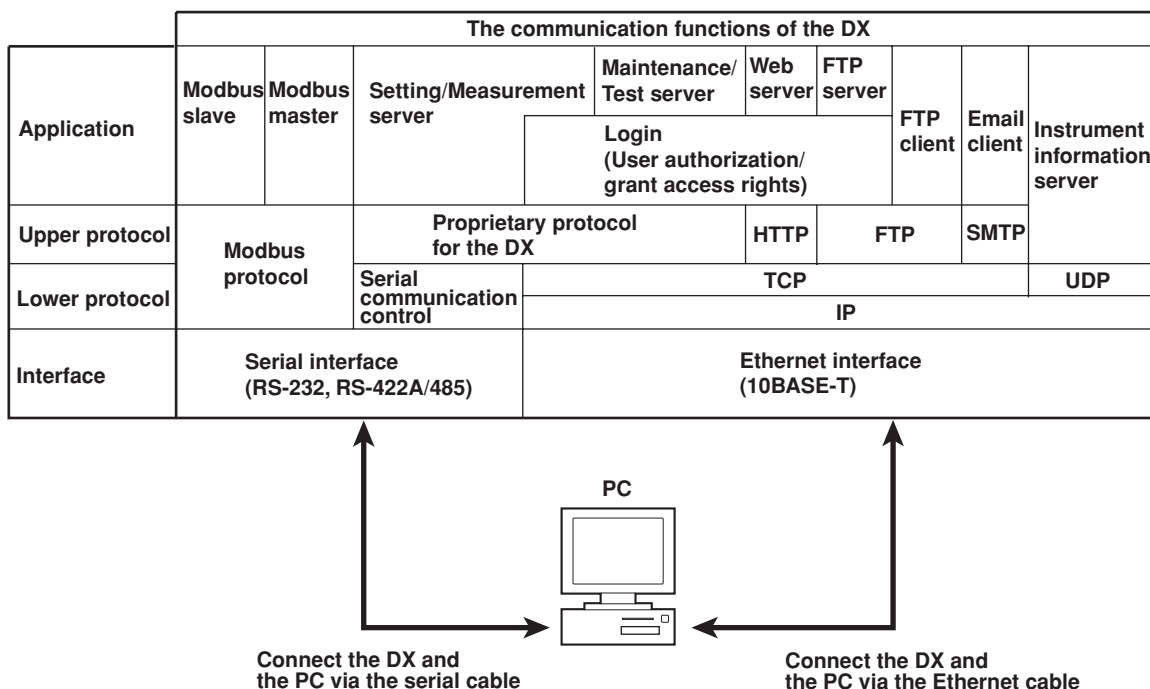 The communication functions of the DX
Application
Modbus
slave
Modbus
master
Setting/Measurement
server
Maintenance/
Test server
Web
server
FTP
server
Login
(User authorization/
grant access rights)
FTP
client
Email
client
Instrument
information
server
Upper protocol
Modbus
protocol
Proprietary protocol
for the DX
HTTP
FTP
SMTP
Lower protocol
Serial
communication
control
TCP
UDP
IP
Interface
Serial interface
(RS-232, RS-422A/485)
Ethernet interface
(10BASE-T)
PC
Connect the DX and
the PC via the serial cable
Connect the DX and
the PC via the Ethernet cable